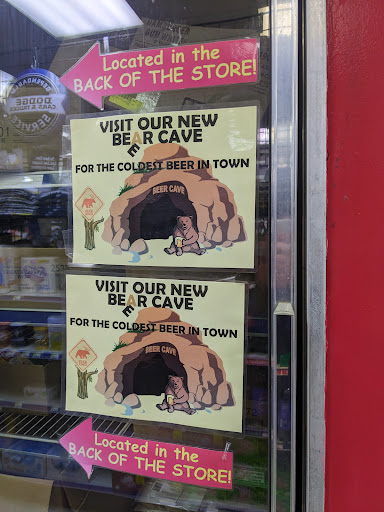 Located in the
BACK OF THE STORE!
DODGE
SERVICE
VISIT OUR NEW
BEAR CAVE
E
FOR THE COLDEST BEER IN TOWN
BEER CAVE
VISIT OUR NEW
BEAR CAVE
E
FOR THE COLDEST BEER IN TOWN
BEER CAVE
Located in the
BACK OF THE STORE!